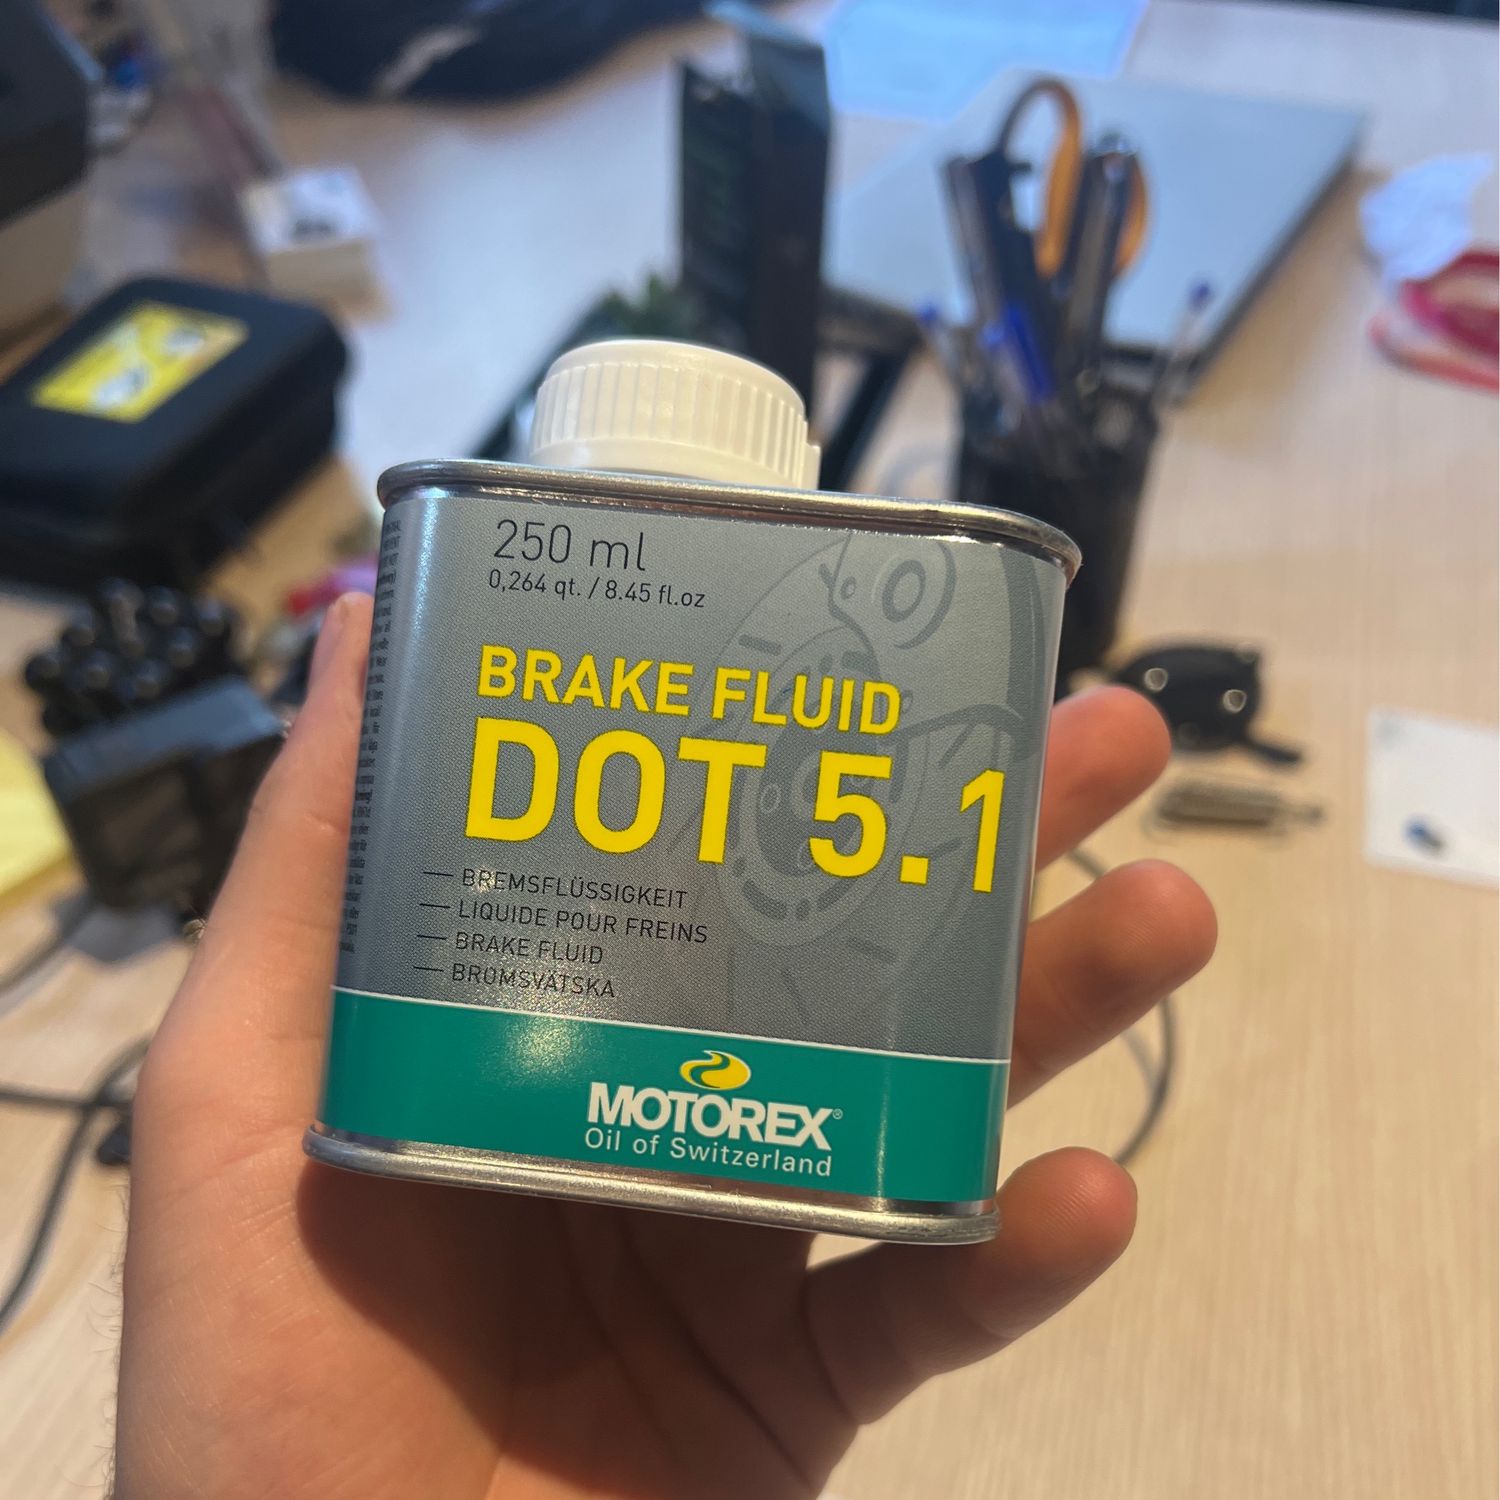 250 ml
0,264 qt. / 8.45 fl.oz
BRAKE FLUID
DOT 5.1
— BREMSFLÜSSIGKEIT
— LIQUIDE POUR FREINS
— BRAKE FLUID
— BROMSVÄTSKA
MOTOREX®
Oil of Switzerland